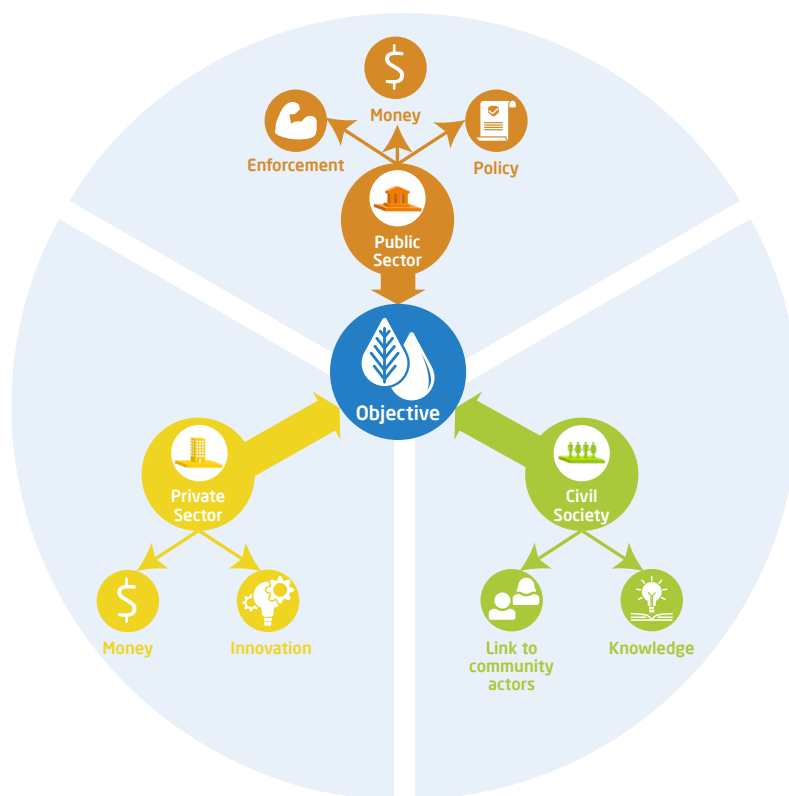 Money
Enforcement
Policy
Public
Sector
Objective
Private
Sector
Money
Innovation
Civil
Society
Link to
community
actors
Knowledge